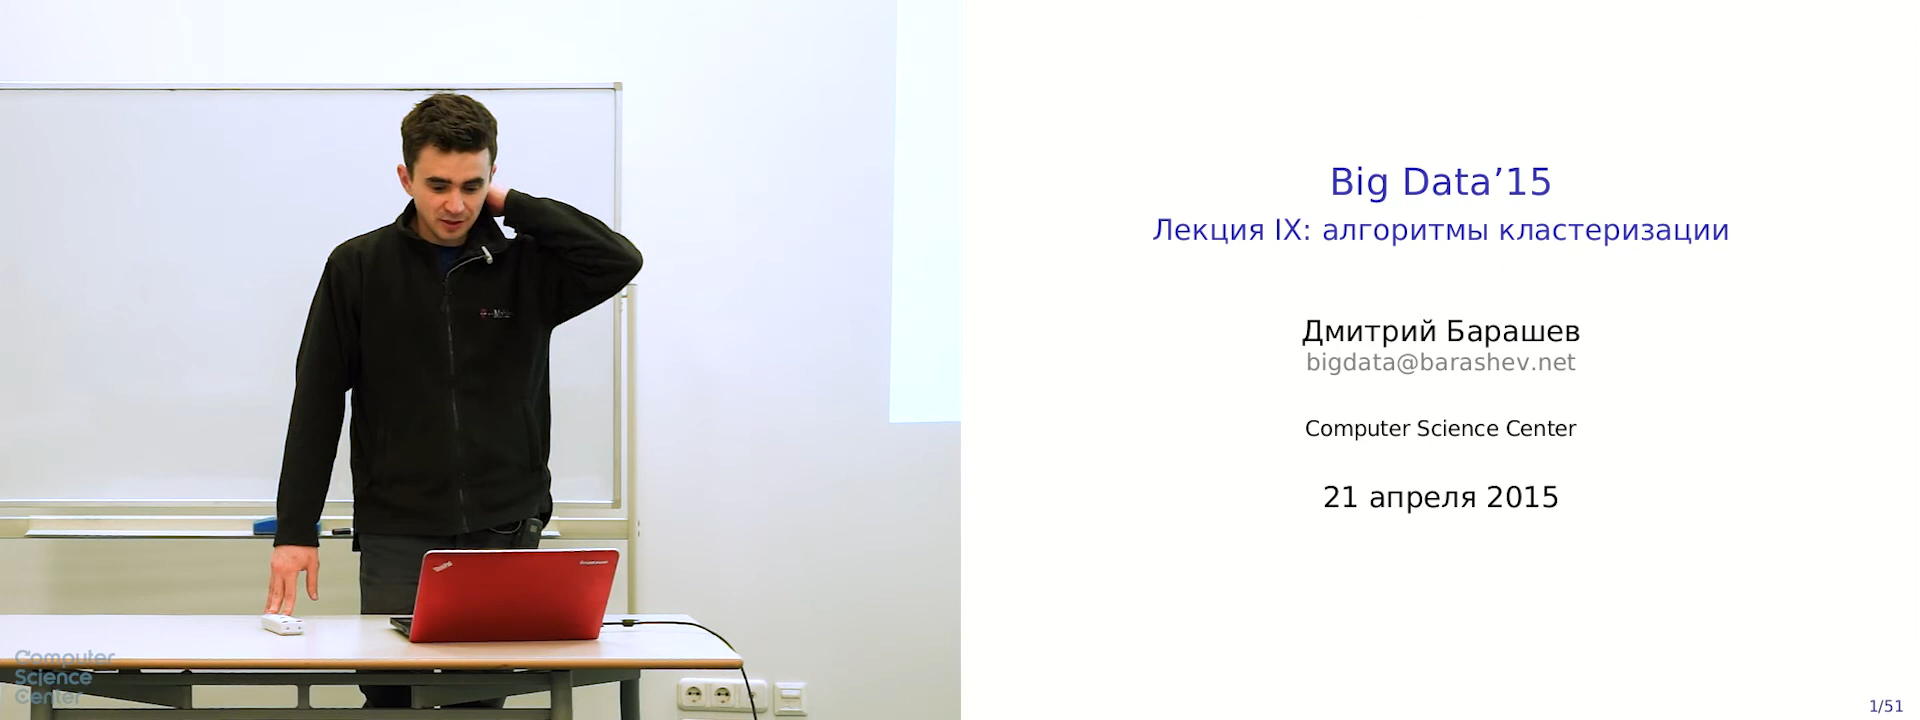 Big Data’15
Лекция IX: алгоритмы кластеризации
Дмитрий Барашев
bigdata@barashev.net
Computer Science Center
21 апреля 2015
1/51
Computer
Science
Center
ThinkPad